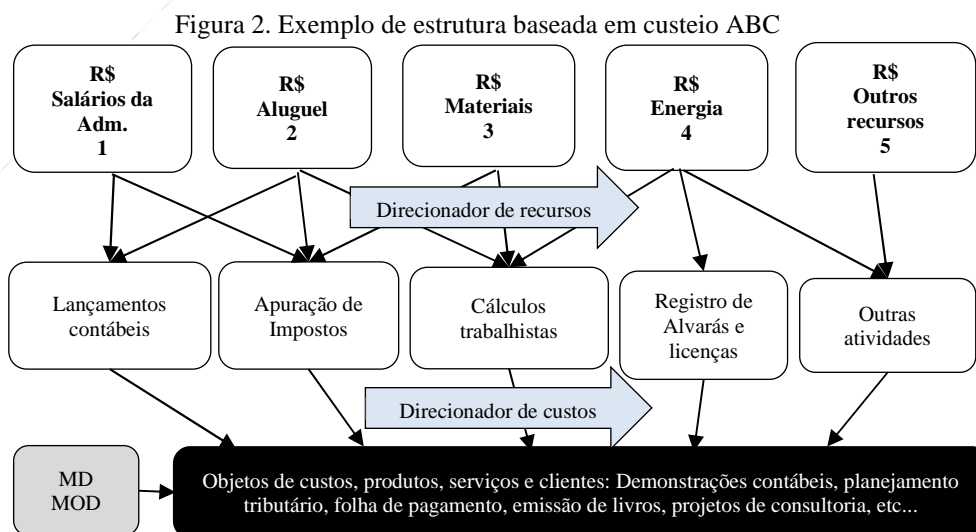 Figura 2. Exemplo de estrutura baseada em custeio ABC
R$
Salários da
Adm.
1
R$
Aluguel
2
R$
Materiais
3
R$
Energia
4
R$
Outros
recursos
5
Direcionador de recursos
Lançamentos
contábeis
Apuração de
Impostos
Cálculos
trabalhistas
Registro de
Alvarás e
licenças
Outras
atividades
Direcionador de custos
MD
MOD
Objetos de custos, produtos, serviços e clientes: Demonstrações contábeis, planejamento
tributário, folha de pagamento, emissão de livros, projetos de consultoria, etc...